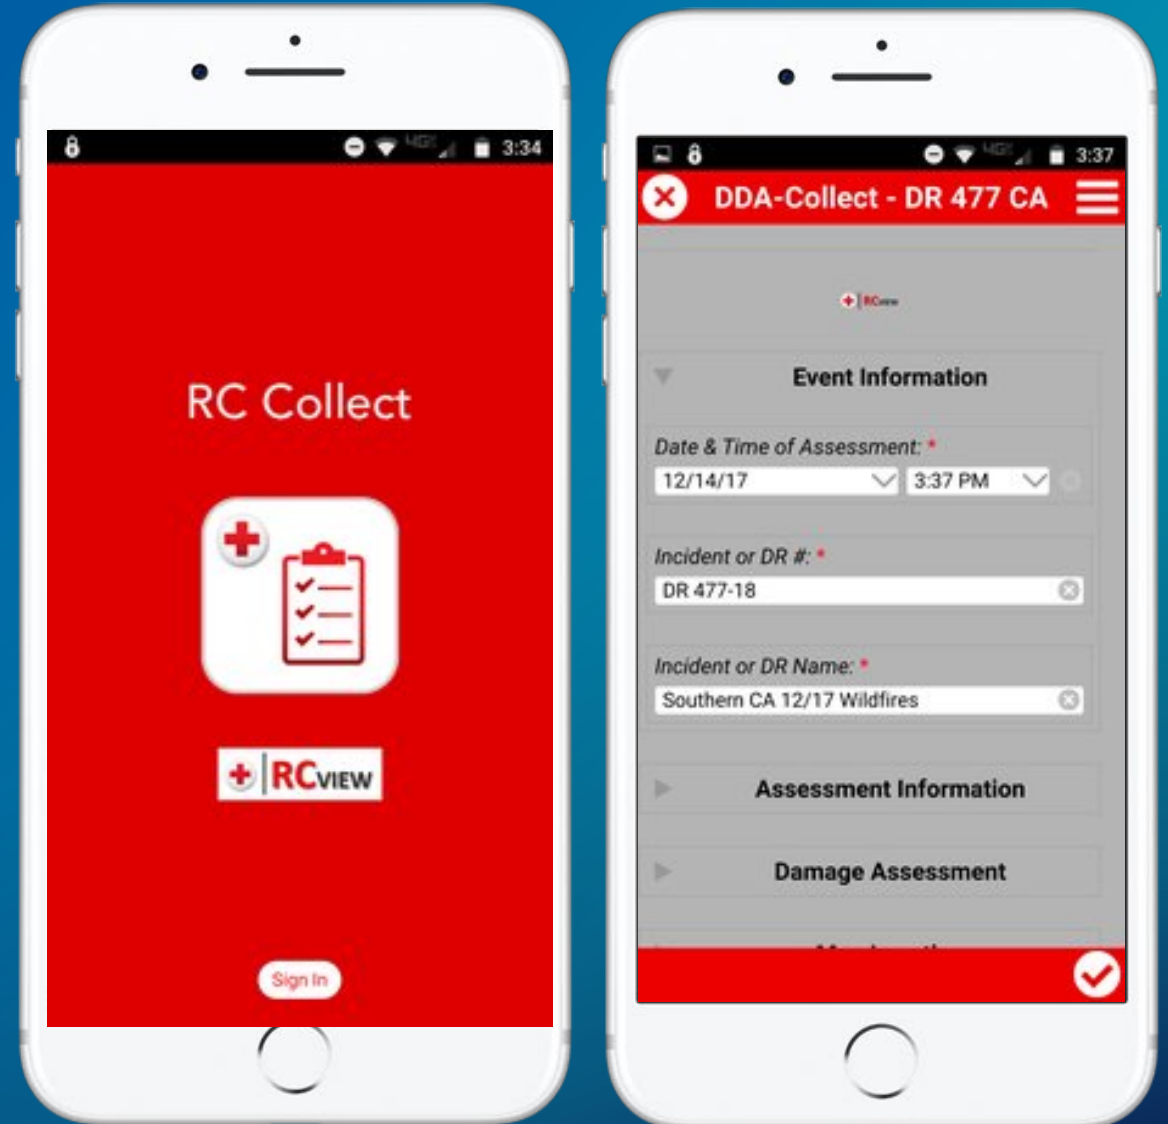 3:34
RC Collect
RCVIEW
Sign In
4G
3:37
DDA-Collect - DR 477 CA
RCVIEW
Event Information
Date & Time of Assessment: *
12/14/17 3:37 PM
Incident or DR #: *
DR 477-18
Incident or DR Name: *
Southern CA 12/17 Wildfires
Assessment Information
Damage Assessment